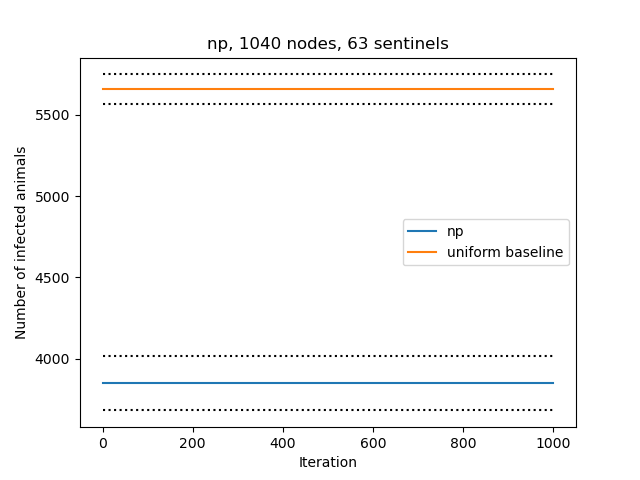 np, 1040 nodes, 63 sentinels
Number of infected animals
5500
5000
4500
4000
np
uniform baseline
0
200
400
600
800
1000
Iteration